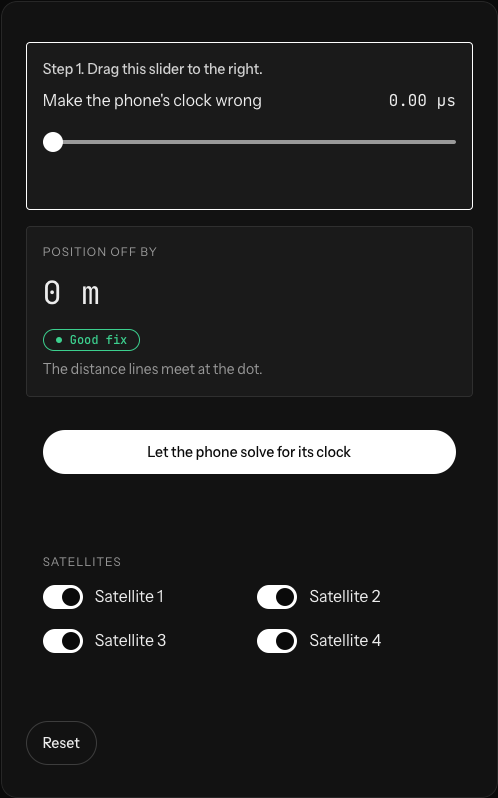 Step 1. Drag this slider to the right.
Make the phone's clock wrong 0.00 µs
POSITION OFF BY
0 m
Good fix
The distance lines meet at the dot.
Let the phone solve for its clock
SATELLITES
Satellite 1 Satellite 2
Satellite 3 Satellite 4
Reset